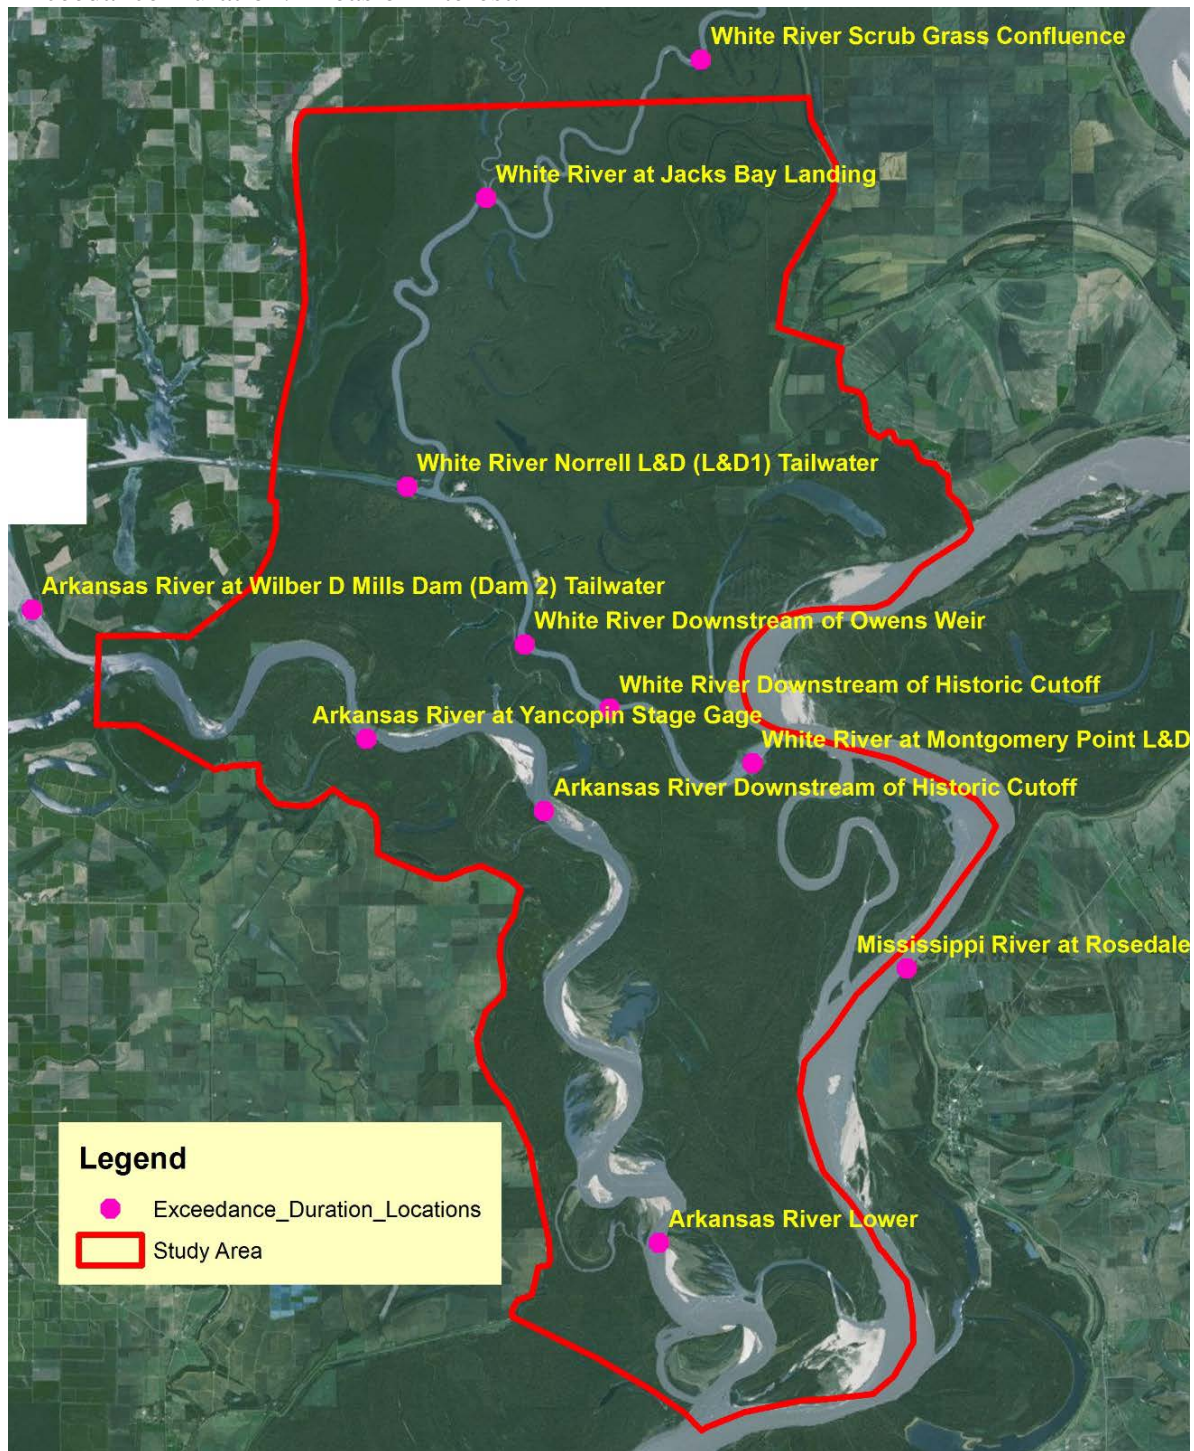 White River Scrub Grass Confluence
White River at Jacks Bay Landing
White River Norrell L&D (L&D1) Tailwater
Arkansas River at Wilber D Mills Dam (Dam 2) Tailwater
White River Downstream of Owens Weir
White River Downstream of Historic Cutoff
Arkansas River at Yancopin Stage Gage
White River at Montgomery Point L&D
Arkansas River Downstream of Historic Cutoff
Mississippi River at Rosedale
Arkansas River Lower
Legend
Exceedance_Duration_Locations
Study Area